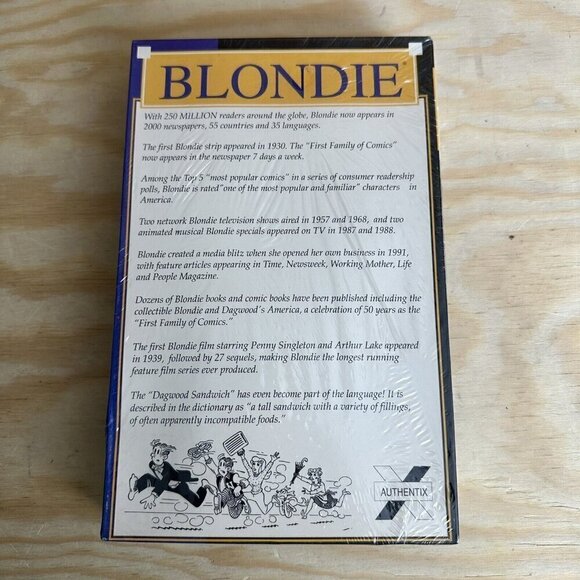 BLONDIE
With 250 MILLION readers around the globe, Blondie now appears in
2000 newspapers, 55 countries and 35 languages.
The first Blondie strip appeared in 1930. The "First Family of Comics"
now appears in the newspaper 7 days a week.
Among the Top 5 "most popular comics" in a series of consumer readership
polls, Blondie is rated"one of the most popular and familiar" characters in
America.
Two network Blondie television shows aired in 1957 and 1968, and two
animated musical Blondie specials appeared on TV in 1987 and 1988.
Blondie created a media blitz when she opened her own business in 1991,
with feature articles appearing in Time, Newsweek, Working Mother, Life
and People Magazine.
Dozens of Blondie books and comic books have been published including the
collectible Blondie and Dagwood's America, a celebration of 50 years as the
"First Family of Comics."
The first Blondie film starring Penny Singleton and Arthur Lake appeared
in 1939, followed by 27 sequels, making Blondie the longest running
feature film series ever produced.
The "Dagwood Sandwich" has even become part of the language! It is
described in the dictionary as "a tall sandwich with a variety of fillings,
of often apparently incompatible foods."
AUTHENTIX